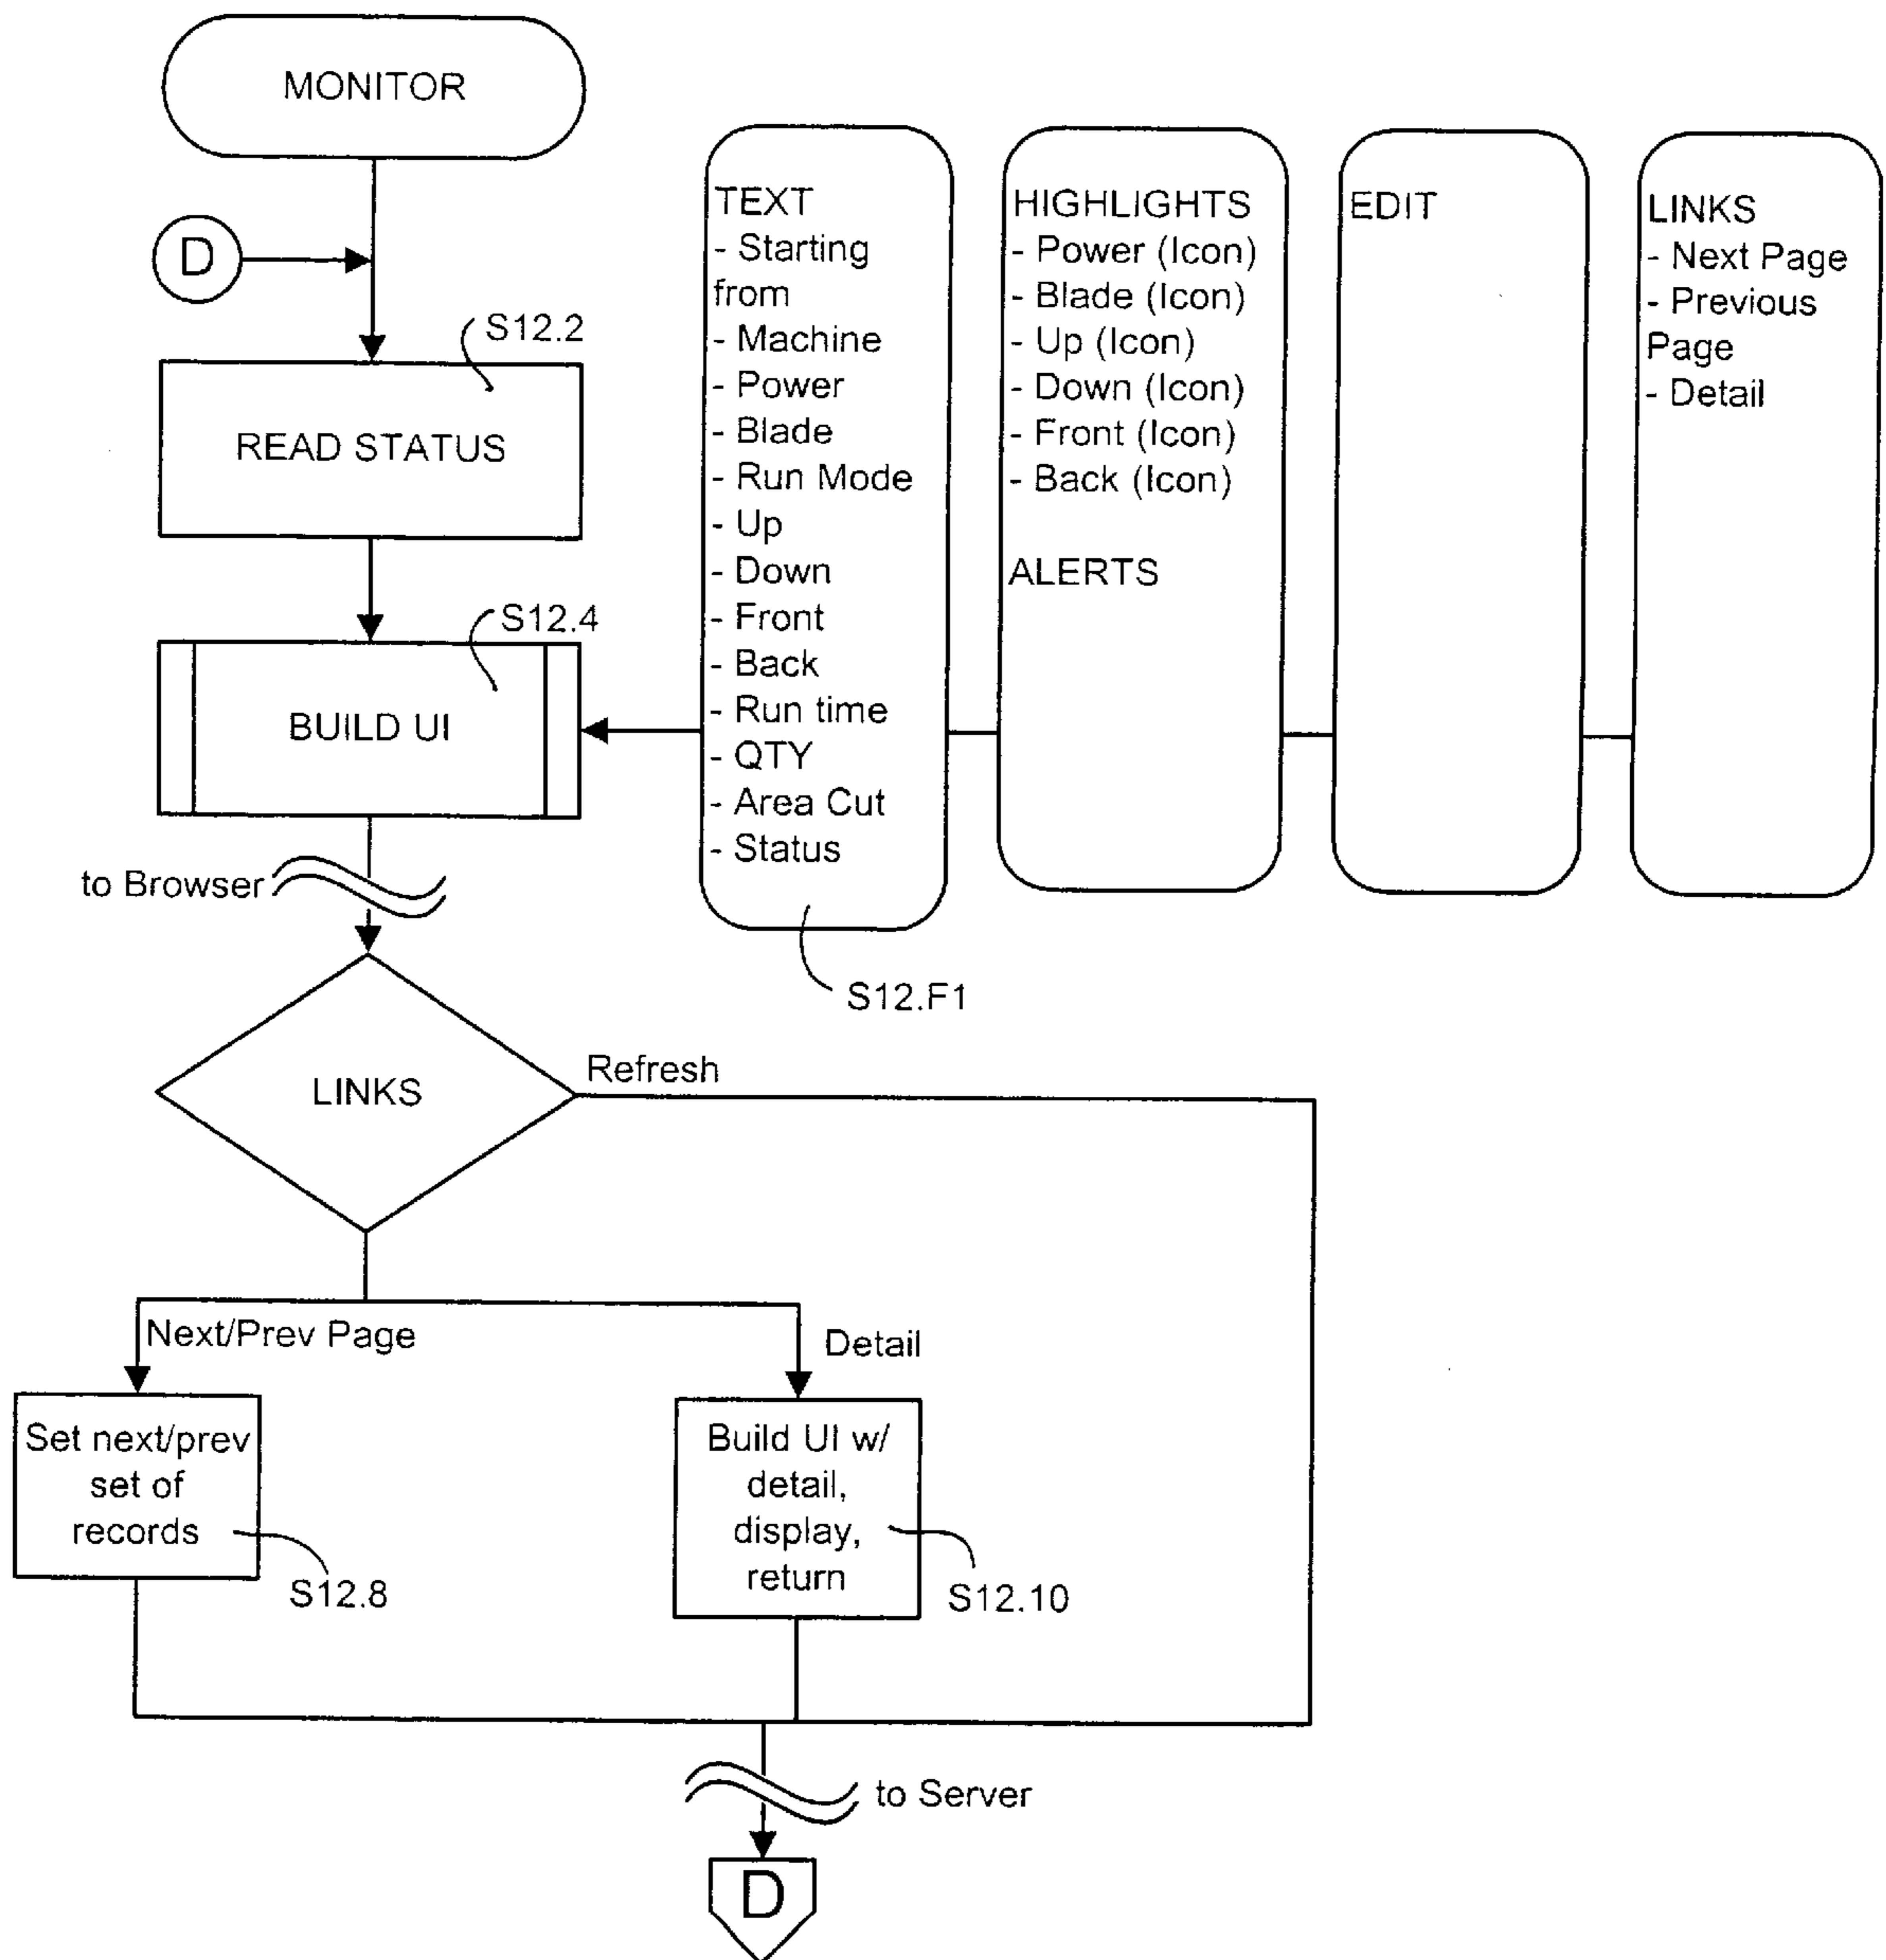 MONITOR
D
S12.2
READ STATUS
S12.4
BUILD UI
TEXT
- Starting
from
- Machine
- Power
- Blade
- Run Mode
- Up
- Down
- Front
- Back
- Run time
- QTY
- Area Cut
- Status
S12.F1
HIGHLIGHTS
- Power (Icon)
- Blade (Icon)
- Up (Icon)
- Down (Icon)
- Front (Icon)
- Back (Icon)
ALERTS
EDIT
LINKS
- Next Page
- Previous
Page
- Detail
to Browser
LINKS
Refresh
Next/Prev Page
Detail
Set next/prev
set of
records
S12.8
Build UI w/
detail,
display,
return
S12.10
to Server
D